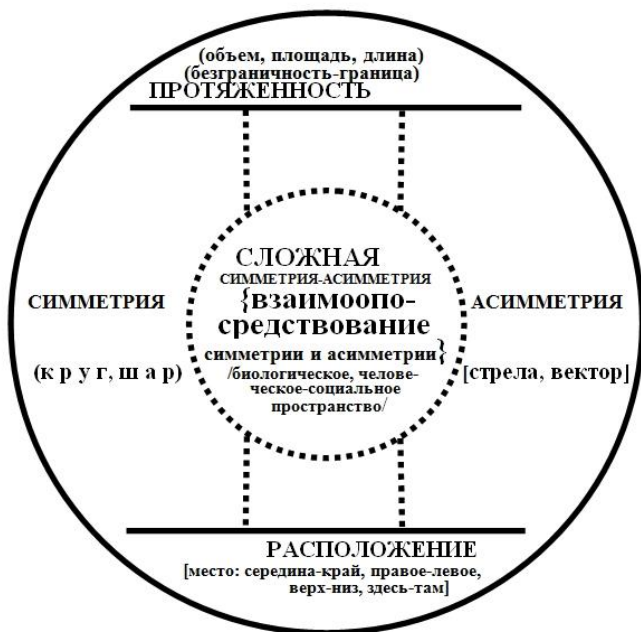 (объем, площадь, длина)
(безграничность-граница)
ПРОТЯЖЕННОСТЬ
СИММЕТРИЯ
(к р у г, ш а р)
СЛОЖНАЯ
СИММЕТРИЯ-АСИММЕТРИЯ
{взаимоопо-
средствование
симметрии и асимметрии}
/биологическое, челове-
ческое-социальное
пространство/
АСИММЕТРИЯ
[стрела, вектор]
РАСПОЛОЖЕНИЕ
[место: середина-край, правое-левое,
верх-низ, здесь-там]